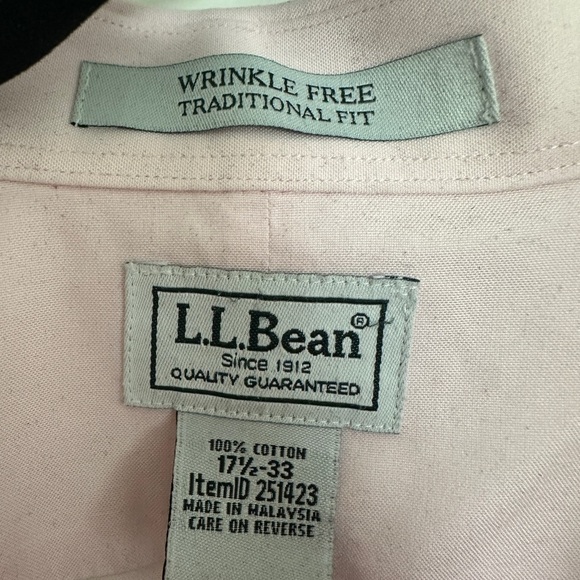 WRINKLE FREE
TRADITIONAL FIT
L.L.Bean®
Since 1912
QUALITY GUARANTEED
100% COTTON
17½-33
ItemID 251423
MADE IN MALAYSIA
CARE ON REVERSE